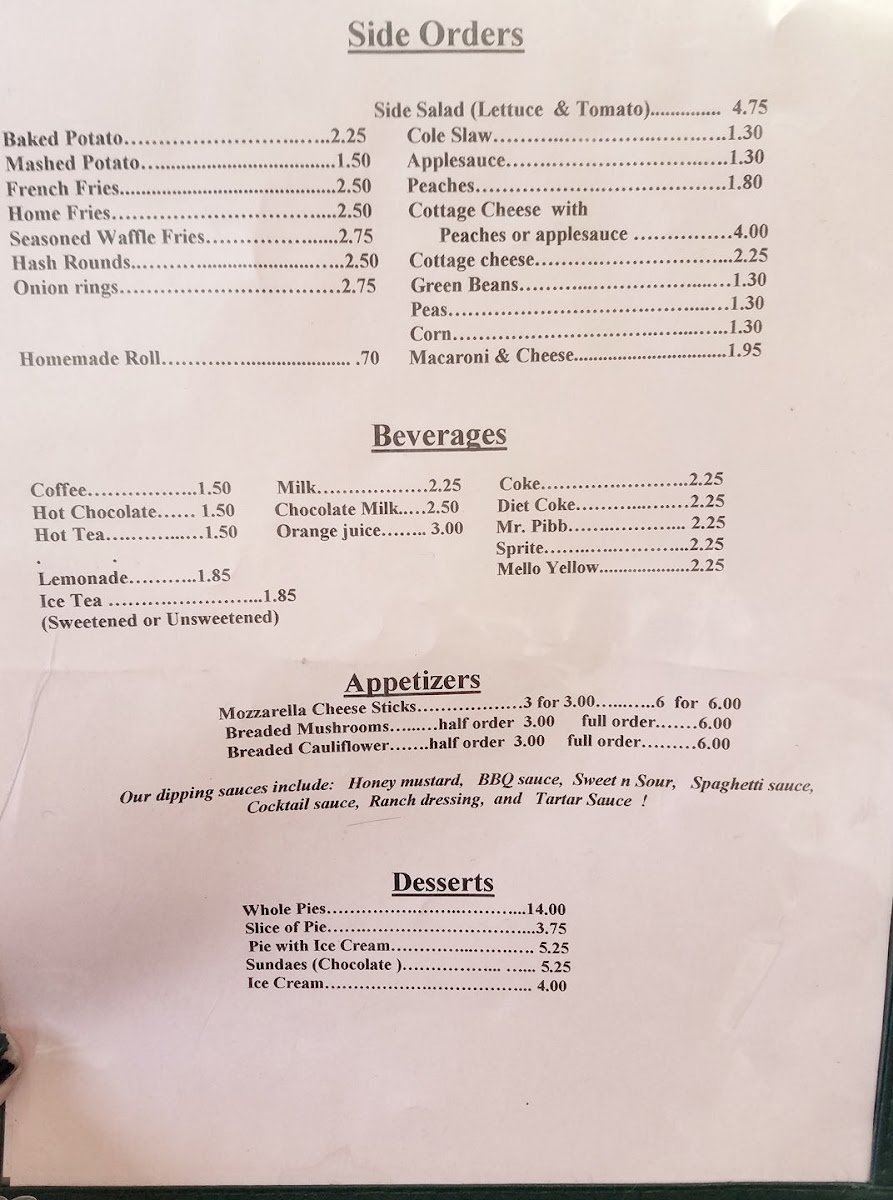 Side Orders
Side Salad (Lettuce & Tomato).............. 4.75
Baked Potato..............................2.25
Mashed Potato..................................1.50
French Fries.....................................2.50
Home Fries..................................2.50
Seasoned Waffle Fries.......................2.75
Hash Rounds.....................................2.50
Onion rings.................................2.75
Homemade Roll.............................. .70
Cole Slaw....................................1.30
Applesauce...................................1.30
Peaches.....................................1.80
Cottage Cheese with
Peaches or applesauce ...............4.00
Cottage cheese..............................2.25
Green Beans.................................1.30
Peas..........................................1.30
Corn..........................................1.30
Macaroni & Cheese.............................1.95
Beverages
Coffee..................1.50
Hot Chocolate...... 1.50
Hot Tea................1.50
. .
Lemonade...........1.85
Ice Tea .........................1.85
(Sweetened or Unsweetened)
Milk..................2.25
Chocolate Milk.....2.50
Orange juice........ 3.00
Coke........................2.25
Diet Coke..................2.25
Mr. Pibb.................... 2.25
Sprite........................2.25
Mello Yellow...................2.25
Appetizers
Mozzarella Cheese Sticks..................3 for 3.00...........6 for 6.00
Breaded Mushrooms.........half order 3.00 full order.......6.00
Breaded Cauliflower.......half order 3.00 full order.........6.00
Our dipping sauces include: Honey mustard, BBQ sauce, Sweet n Sour, Spaghetti sauce,
Cocktail sauce, Ranch dressing, and Tartar Sauce !
Desserts
Whole Pies....................................14.00
Slice of Pie.....................................3.75
Pie with Ice Cream......................... 5.25
Sundaes (Chocolate )................. ...... 5.25
Ice Cream..................................... 4.00